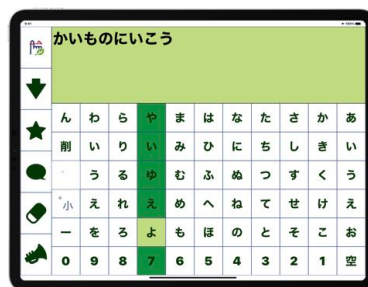 かいものにいこう
ん わ ら や ま は な た さ か あ
削 い り い み ひ に ち し き い
゛ う る ゆ む ふ ぬ つ す く う
゜小 え れ え め へ ね て せ け え
ー を ろ よ も ほ の と そ こ お
0 9 8 7 6 5 4 3 2 1 空